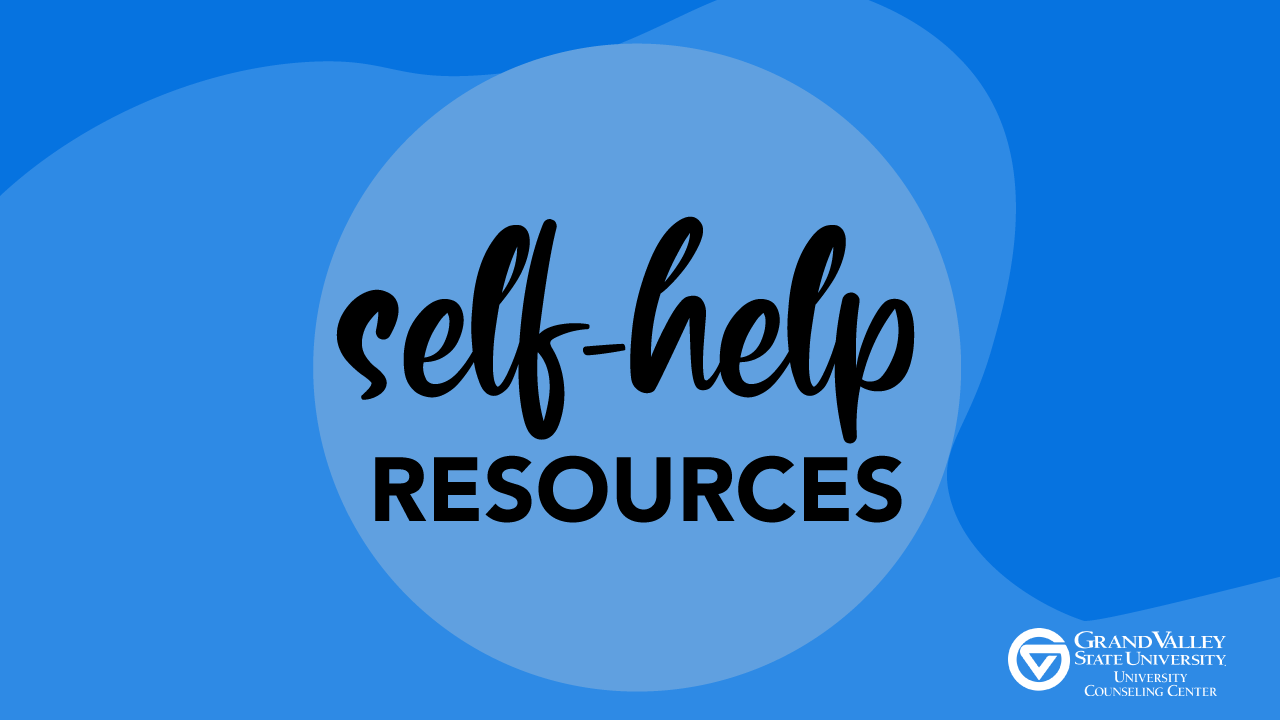 self-help
RESOURCES
GRAND VALLEY
STATE UNIVERSITY.
UNIVERSITY
COUNSELING CENTER